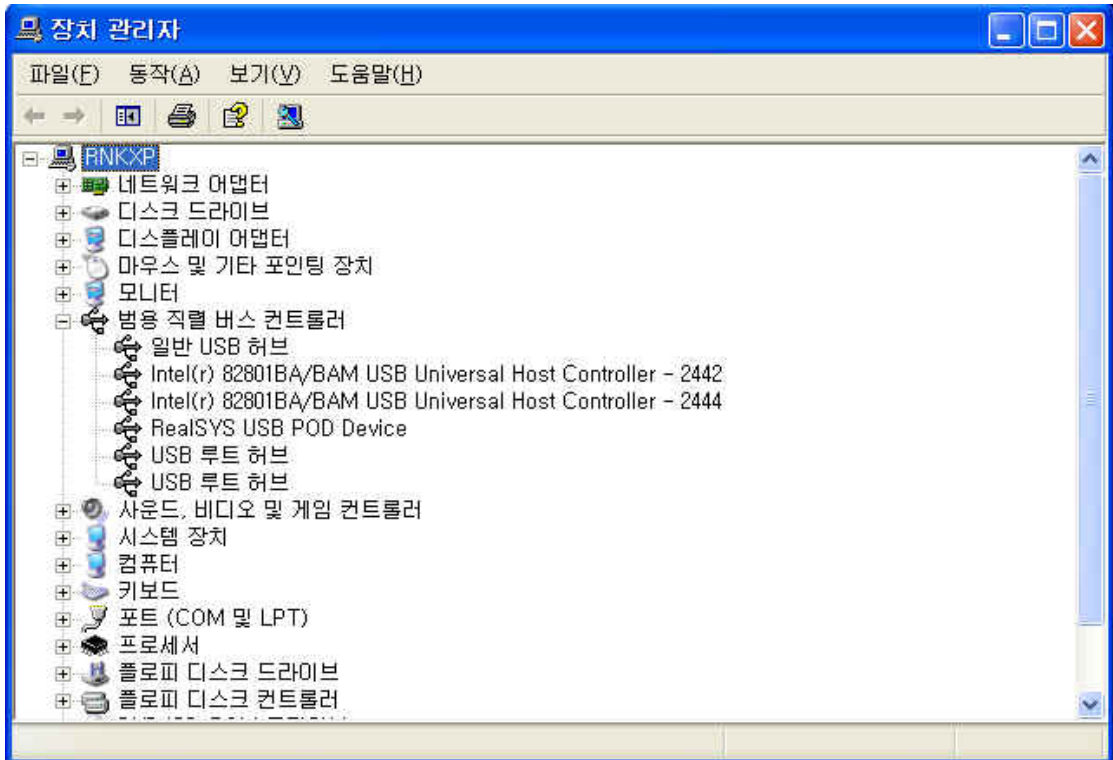 장치 관리자
파일(F) 동작(A) 보기(V) 도움말(H)
RNKXP
네트워크 어댑터
디스크 드라이브
디스플레이 어댑터
마우스 및 기타 포인팅 장치
모니터
범용 직렬 버스 컨트롤러
일반 USB 허브
Intel(r) 82801BA/BAM USB Universal Host Controller - 2442
Intel(r) 82801BA/BAM USB Universal Host Controller - 2444
RealSYS USB POD Device
USB 루트 허브
USB 루트 허브
사운드, 비디오 및 게임 컨트롤러
시스템 장치
컴퓨터
키보드
포트 (COM 및 LPT)
프로세서
플로피 디스크 드라이브
플로피 디스크 컨트롤러